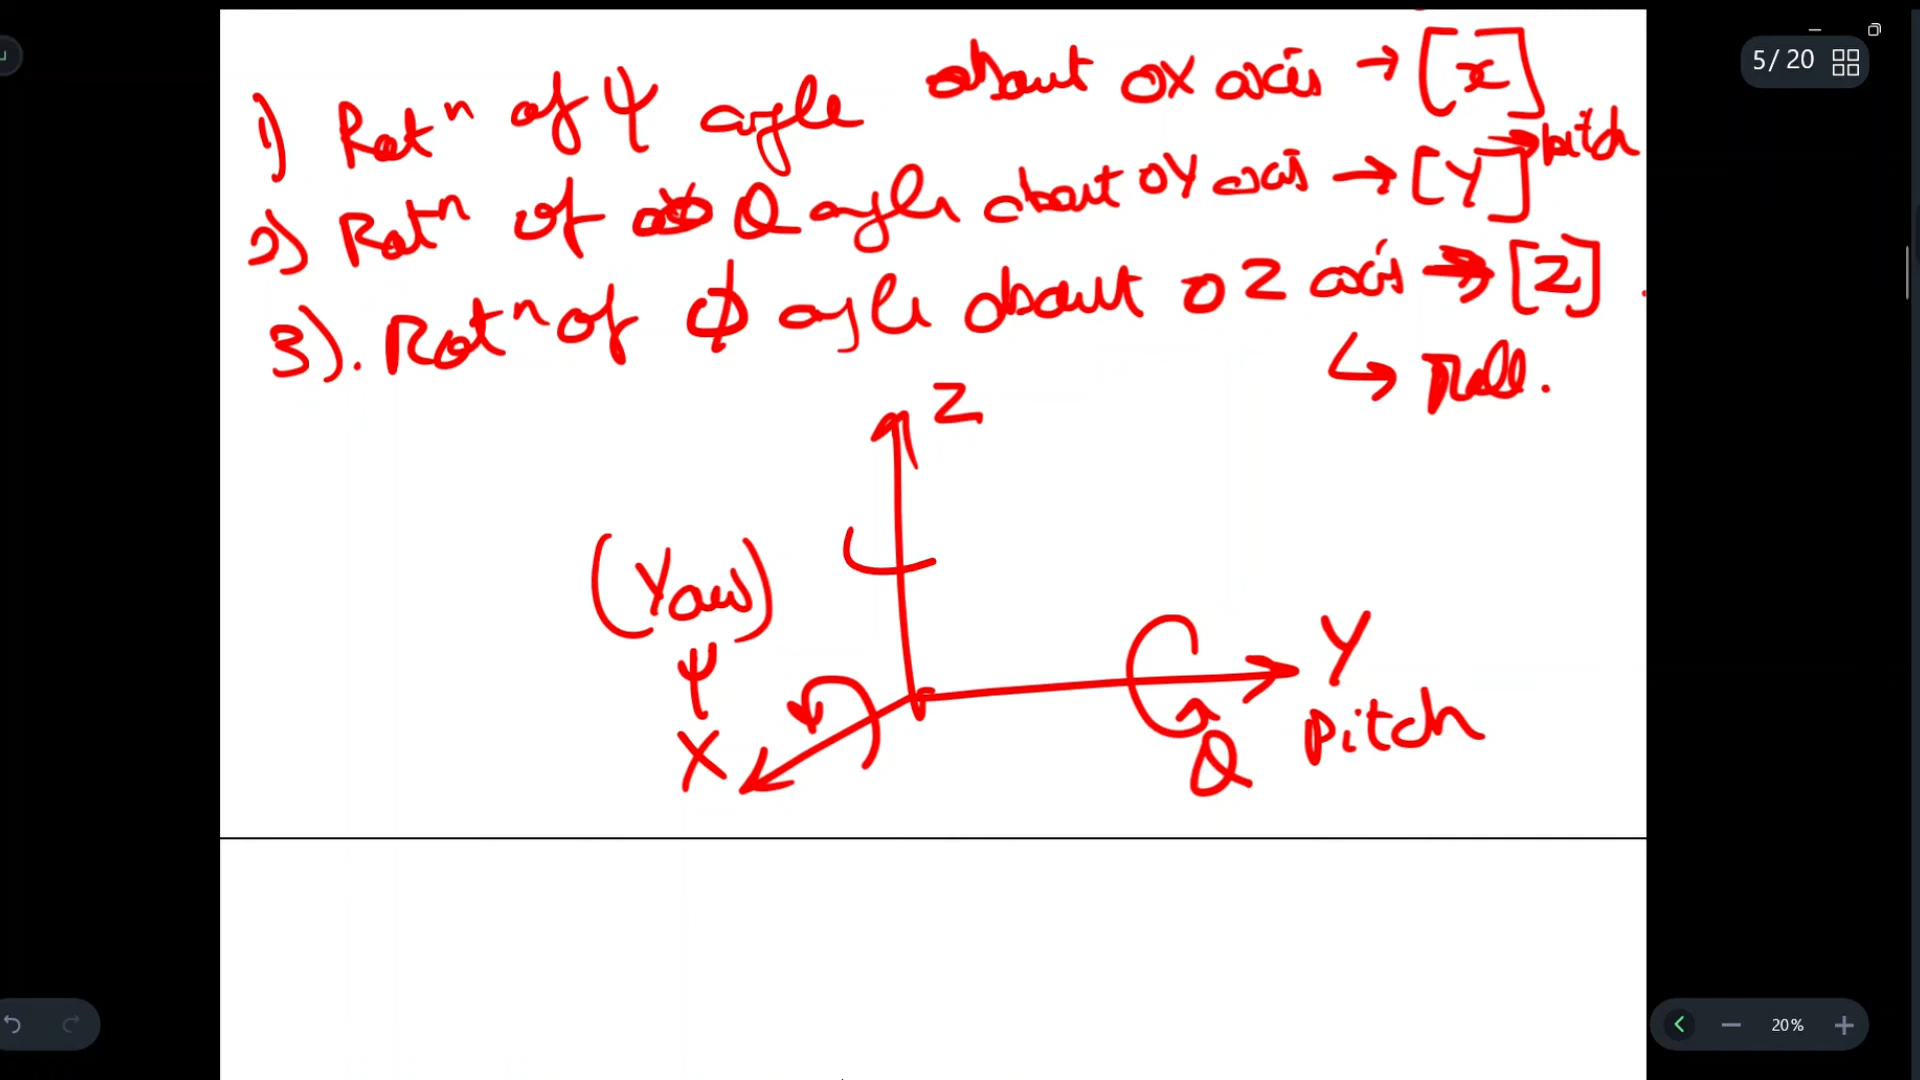 5/ 20
1) Rotⁿ of ψ angle about OX axis → [x]
→ pitch
2) Rotⁿ of θ angle about OY axis → [Y]
3). Rotⁿ of ϕ angle about OZ axis → [Z].
↳ Roll.
Z
(Yaw)
ψ
X
Y
Pitch
θ
20%